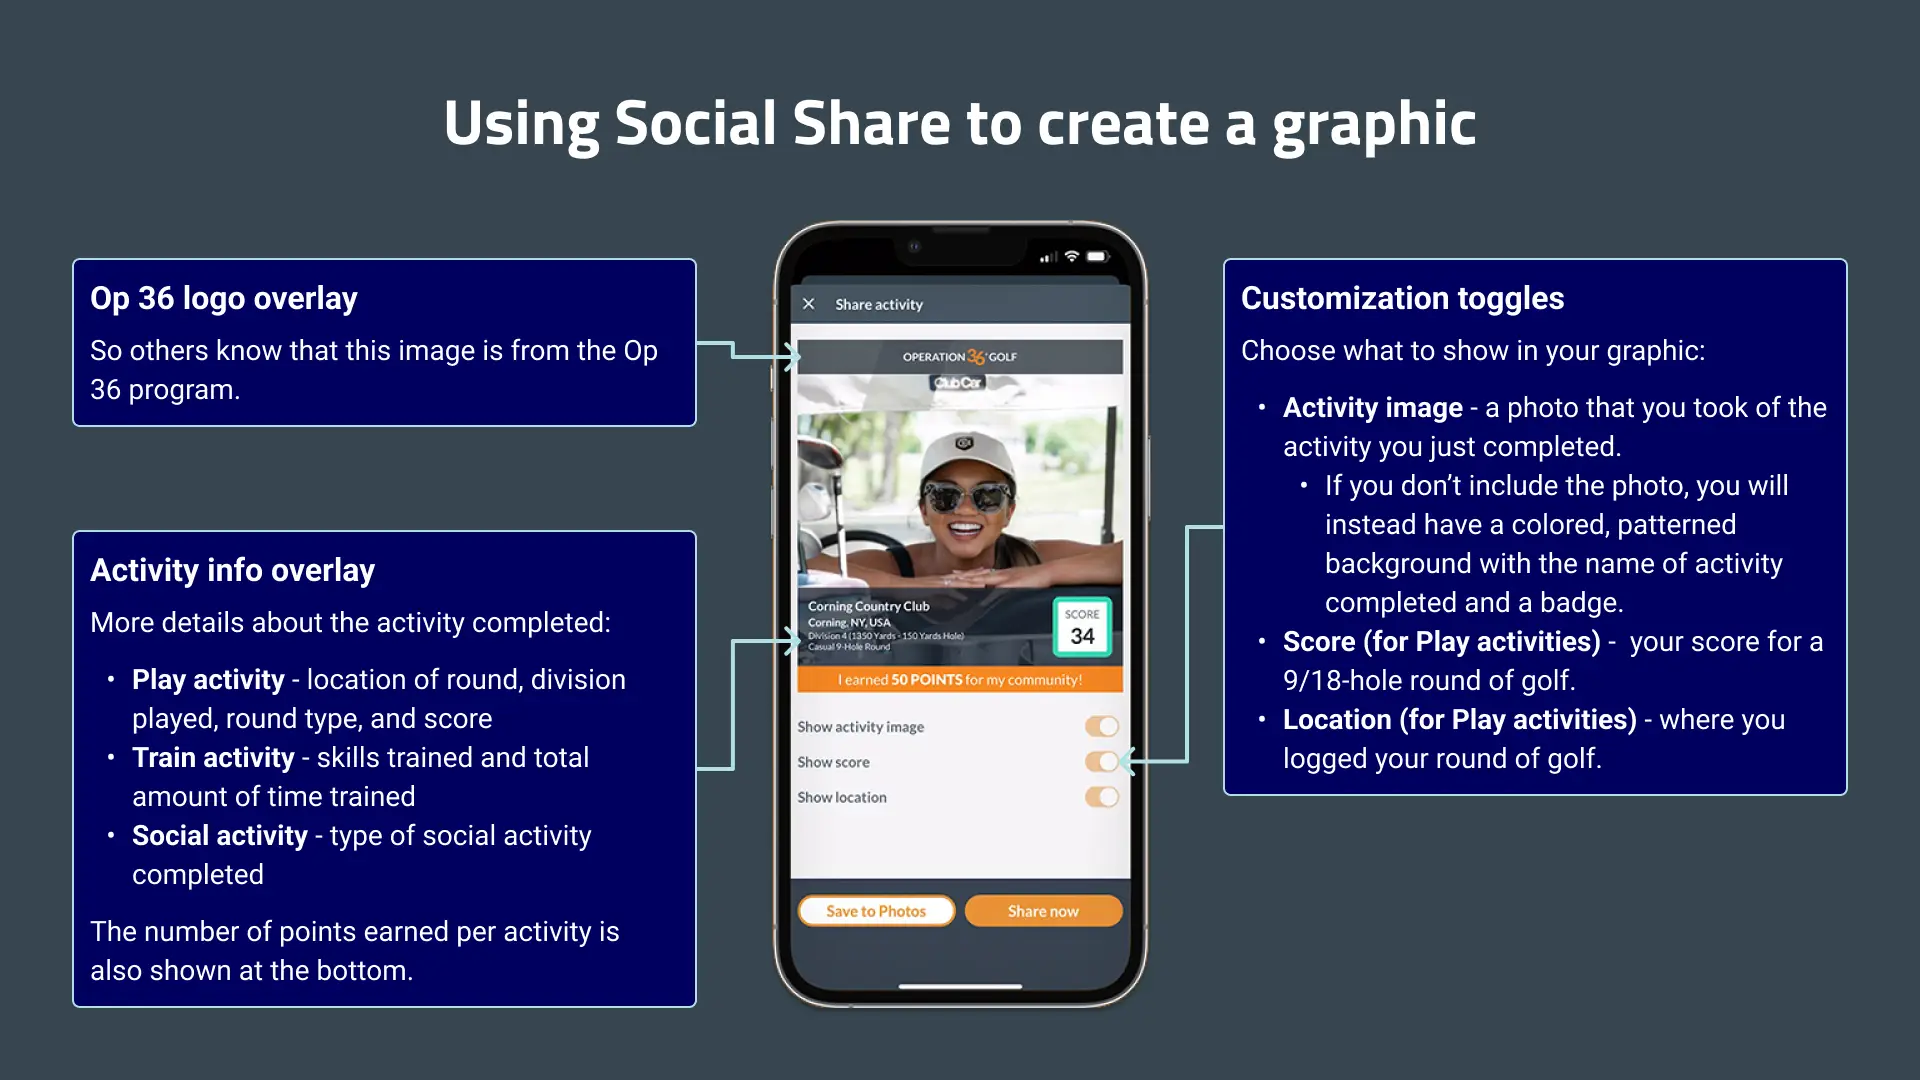 Using Social Share to create a graphic
Op 36 logo overlay
So others know that this image is from the Op
36 program.
Activity info overlay
More details about the activity completed:
• Play activity - location of round, division
played, round type, and score
• Train activity - skills trained and total
amount of time trained
• Social activity - type of social activity
completed
The number of points earned per activity is
also shown at the bottom.
Share activity
OPERATION 36 GOLF
Club Car
Corning Country Club
Corning, NY, USA
Division 4 (1350 Yards - 150 Yards Hole)
Casual 9-Hole Round
SCORE
34
I earned 50 POINTS for my community!
Show activity image
Show score
Show location
Save to Photos
Share now
Customization toggles
Choose what to show in your graphic:
• Activity image - a photo that you took of the
activity you just completed.
• If you don’t include the photo, you will
instead have a colored, patterned
background with the name of activity
completed and a badge.
• Score (for Play activities) -  your score for a
9/18-hole round of golf.
• Location (for Play activities) - where you
logged your round of golf.